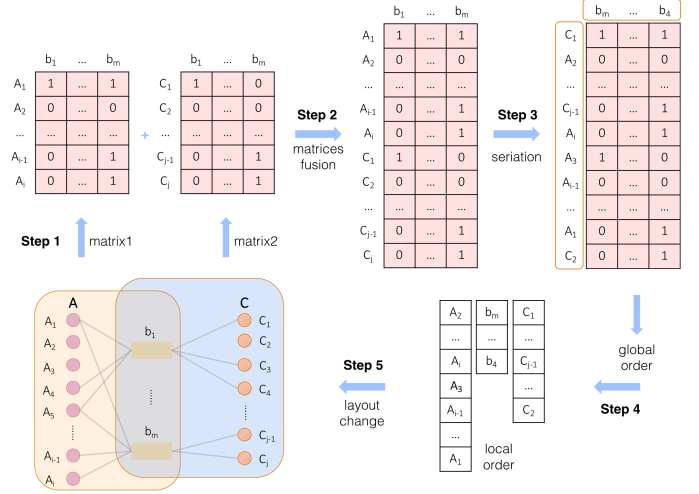 b1 ... bm
A1 1 ... 1
A2 0 ... 0
... ... ... ...
Ai-1 0 ... 1
Ai 0 ... 1
+
b1 ... bm
C1 1 ... 0
C2 0 ... 0
... ... ... ...
Cj-1 0 ... 1
Cj 0 ... 1
Step 2
matrices
fusion
b1 ... bm
A1 1 ... 1
A2 0 ... 0
... ... ... ...
Ai-1 0 ... 1
Ai 0 ... 1
C1 1 ... 0
C2 0 ... 0
... ... ... ...
Cj-1 0 ... 1
Cj 0 ... 1
Step 3
seriation
bm ... b4
C1 1 ... 1
A2 0 ... 0
... ... ... ...
Cj-1 0 ... 1
Ai 0 ... 1
A3 1 ... 0
Ai-1 0 ... 0
... ... ... ...
A1 0 ... 1
C2 0 ... 1
Step 1
matrix1
matrix2
A
A1
A2
A3
A4
A5
......
Ai-1
Ai
b1
......
bm
C
C1
C2
C3
C4
......
Cj-1
Cj
Step 5
layout
change
A2
...
Ai
A3
Ai-1
...
A1
bm
...
b4
C1
...
Cj-1
...
C2
local
order
global
order
Step 4